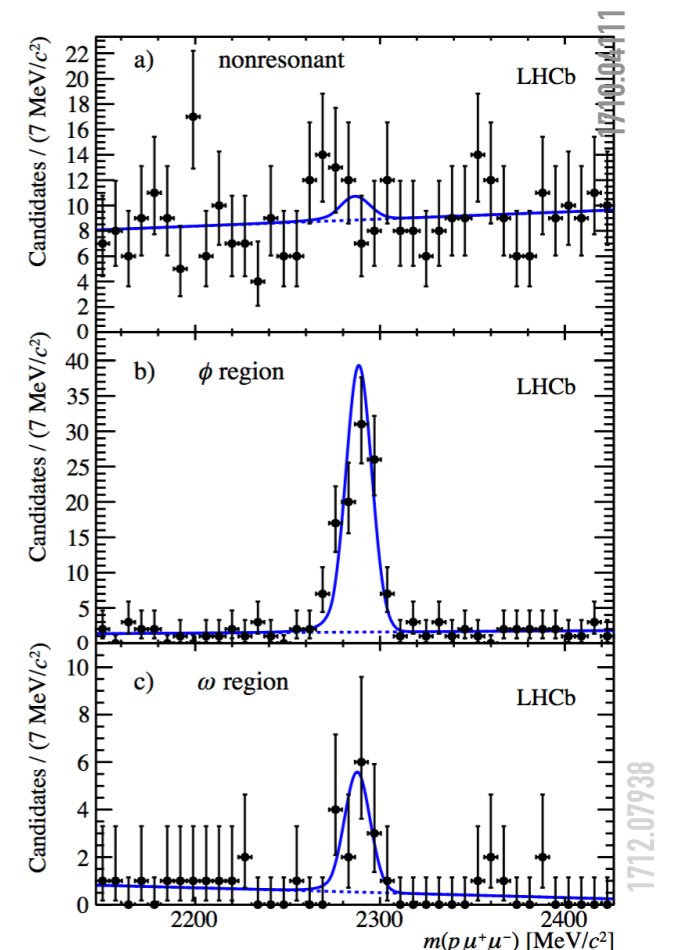 a) nonresonant
LHCb
1710.04111
Candidates / (7 MeV/c²)
22
20
18
16
14
12
10
8
6
4
2
0
b) ϕ region
LHCb
Candidates / (7 MeV/c²)
40
35
30
25
20
15
10
5
0
c) ω region
LHCb
1712.07938
Candidates / (7 MeV/c²)
10
8
6
4
2
0
2200 2300 2400
m(p μ⁺μ⁻) [MeV/c²]